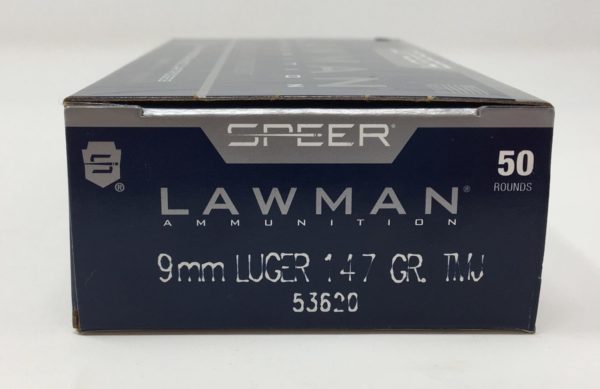 SPEER®
S
®
50
ROUNDS
LAWMAN®
AMMUNITION
9mm LUGER 147 GR. TMJ
53620